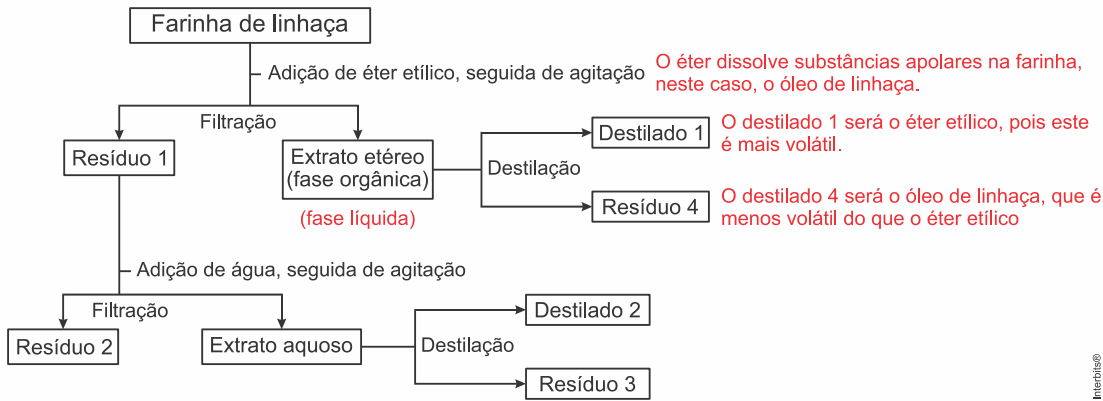 Farinha de linhaça
Adição de éter etílico, seguida de agitação
O éter dissolve substâncias apolares na farinha,
neste caso, o óleo de linhaça.
Filtração
Resíduo 1
Extrato etéreo
(fase orgânica)
(fase líquida)
Destilação
Destilado 1
O destilado 1 será o éter etílico, pois este
é mais volátil.
Resíduo 4
O destilado 4 será o óleo de linhaça, que é
menos volátil do que o éter etílico
Adição de água, seguida de agitação
Filtração
Resíduo 2
Extrato aquoso
Destilação
Destilado 2
Resíduo 3
Interbits®